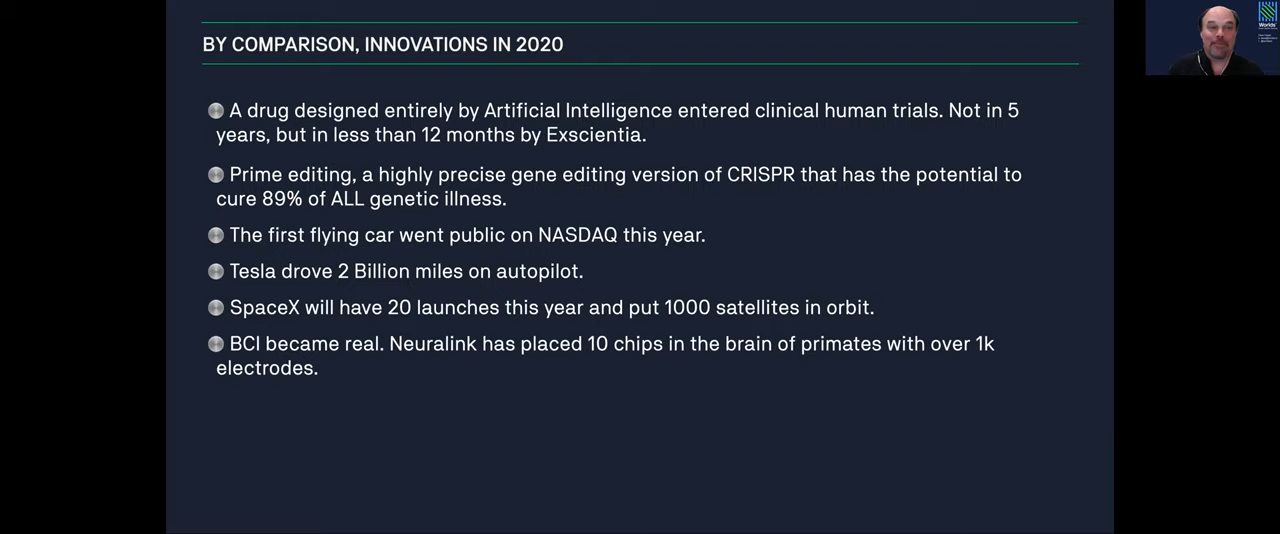 BY COMPARISON, INNOVATIONS IN 2020
A drug designed entirely by Artificial Intelligence entered clinical human trials. Not in 5
years, but in less than 12 months by Exscientia.
Prime editing, a highly precise gene editing version of CRISPR that has the potential to
cure 89% of ALL genetic illness.
The first flying car went public on NASDAQ this year.
Tesla drove 2 Billion miles on autopilot.
SpaceX will have 20 launches this year and put 1000 satellites in orbit.
BCI became real. Neuralink has placed 10 chips in the brain of primates with over 1k
electrodes.
Worlds